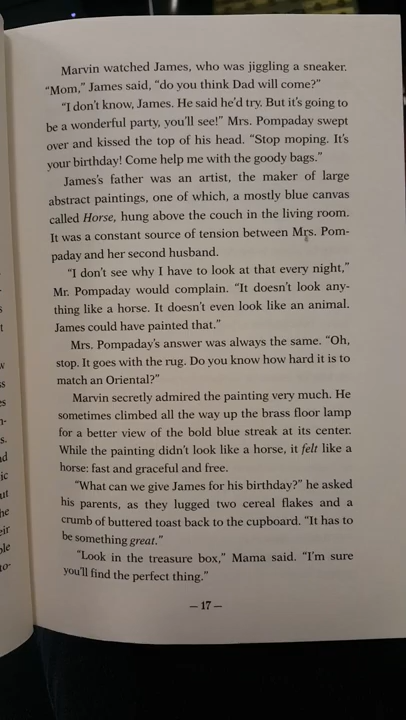 Marvin watched James, who was jiggling a sneaker.
“Mom,” James said, “do you think Dad will come?”
“I don’t know, James. He said he’d try. But it’s going to
be a wonderful party, you’ll see!” Mrs. Pompaday swept
over and kissed the top of his head. “Stop moping. It’s
your birthday! Come help me with the goody bags.”
James’s father was an artist, the maker of large
abstract paintings, one of which, a mostly blue canvas
called Horse, hung above the couch in the living room.
It was a constant source of tension between Mrs. Pom-
paday and her second husband.
“I don’t see why I have to look at that every night,”
Mr. Pompaday would complain. “It doesn’t look any-
thing like a horse. It doesn’t even look like an animal.
James could have painted that.”
Mrs. Pompaday’s answer was always the same. “Oh,
stop. It goes with the rug. Do you know how hard it is to
match an Oriental?”
Marvin secretly admired the painting very much. He
sometimes climbed all the way up the brass floor lamp
for a better view of the bold blue streak at its center.
While the painting didn’t look like a horse, it felt like a
horse: fast and graceful and free.
“What can we give James for his birthday?” he asked
his parents, as they lugged two cereal flakes and a
crumb of buttered toast back to the cupboard. “It has to
be something great.”
“Look in the treasure box,” Mama said. “I’m sure
you’ll find the perfect thing.”
– 17 –